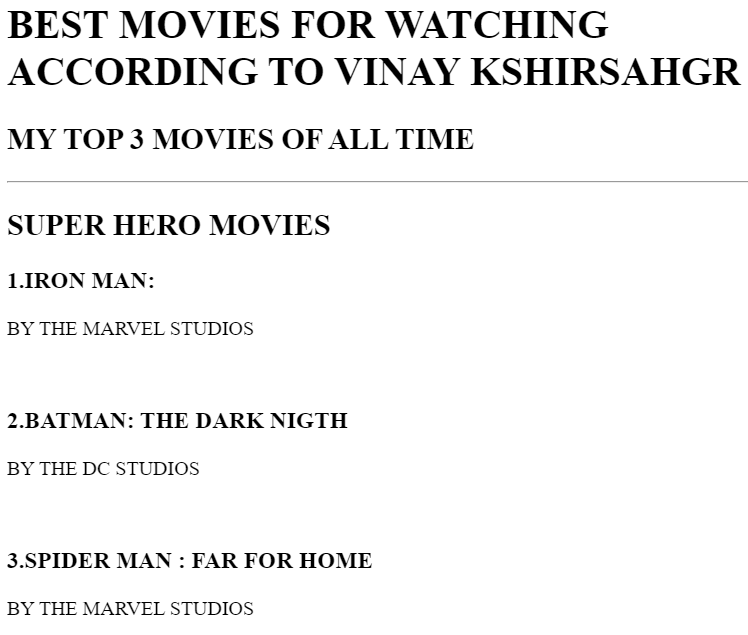 BEST MOVIES FOR WATCHING
ACCORDING TO VINAY KSHIRSAHGR
MY TOP 3 MOVIES OF ALL TIME
SUPER HERO MOVIES
1.IRON MAN:
BY THE MARVEL STUDIOS
2.BATMAN: THE DARK NIGTH
BY THE DC STUDIOS
3.SPIDER MAN : FAR FOR HOME
BY THE MARVEL STUDIOS